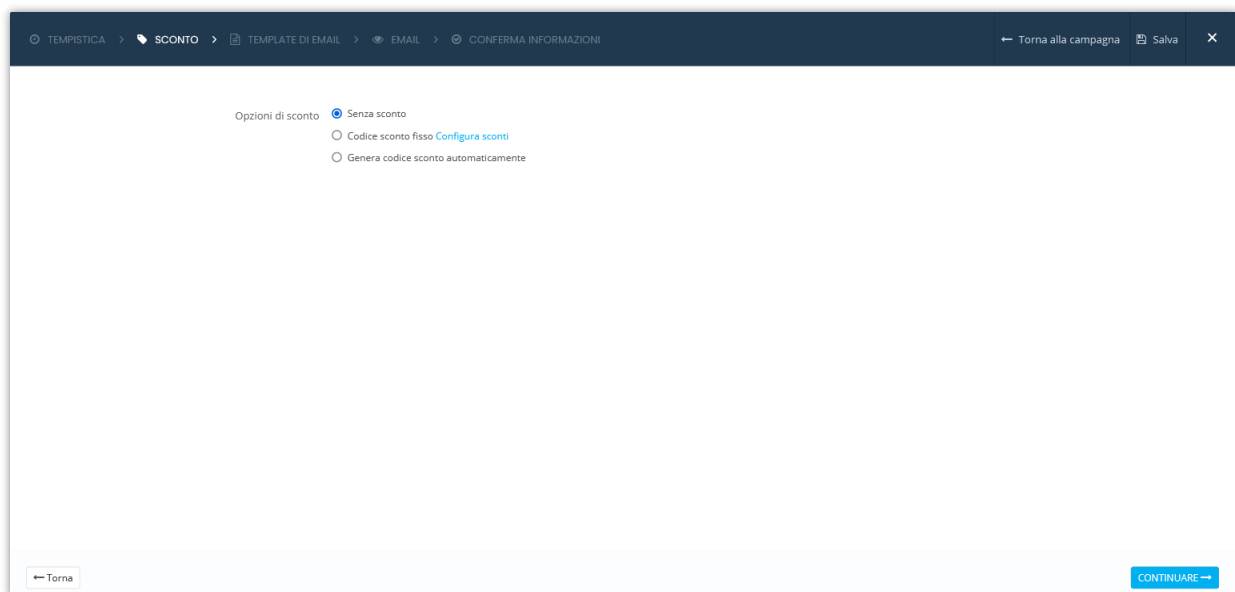 TEMPISTICA > SCONTO > TEMPLATE DI EMAIL > EMAIL > CONFERMA INFORMAZIONI ← Torna alla campagna Salva ×
Opzioni di sconto Senza sconto
Codice sconto fisso Configura sconti
Genera codice sconto automaticamente
← Torna CONTINUARE →